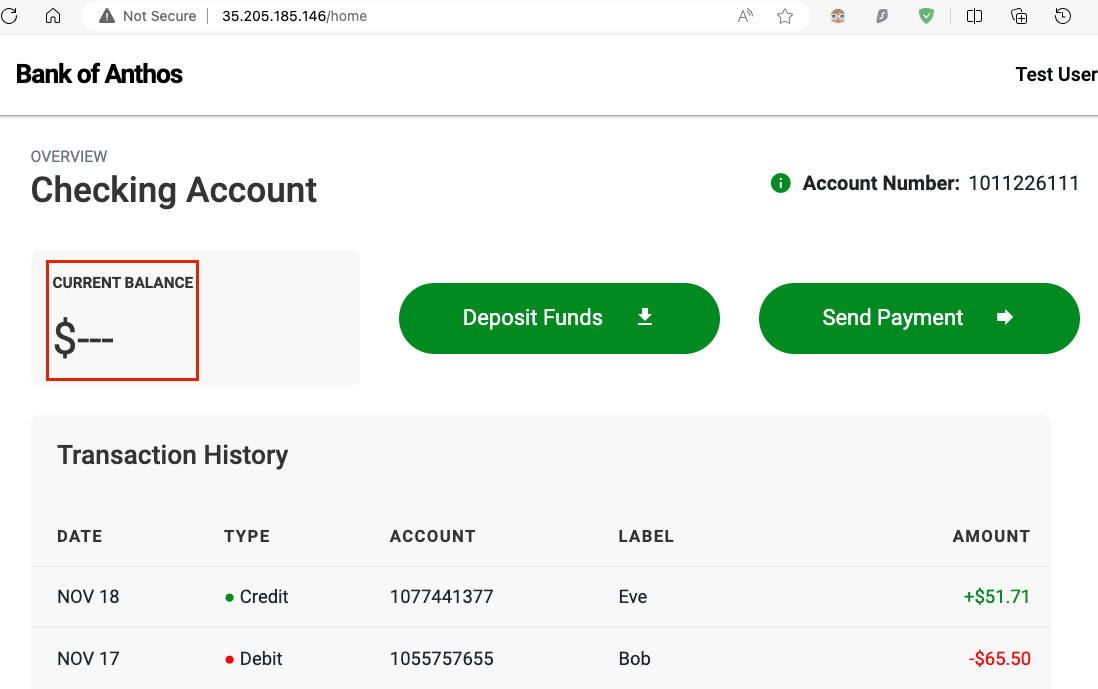 Not Secure 35.205.185.146/home
Bank of Anthos
Test User
OVERVIEW
Checking Account
Account Number: 1011226111
CURRENT BALANCE
$---
Deposit Funds
Send Payment
Transaction History
DATE TYPE ACCOUNT LABEL AMOUNT
NOV 18 Credit 1077441377 Eve +$51.71
NOV 17 Debit 1055757655 Bob -$65.50